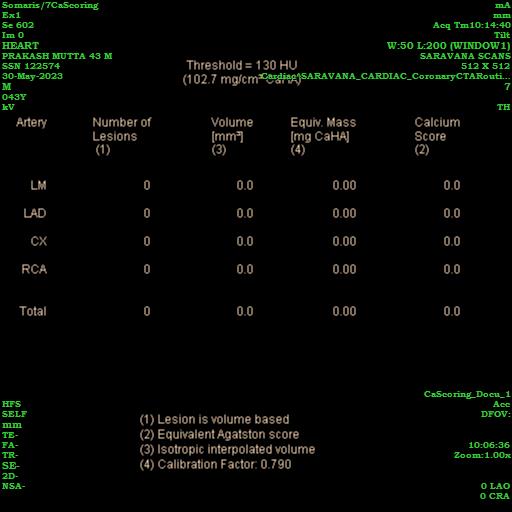 Somaris/7CaScoring
Ex1
Se 602
Im 0
HEART
PRAKASH MUTTA 43 M
SSN 122574
30-May-2023
M
043Y
kV
mA
mm
Acq Tm10:14:40
Tilt
W:50 L:200 (WINDOW1)
SARAVANA SCANS
512 X 512
Cardiac^SARAVANA_CARDIAC_CoronaryCTARouti...
7
TH
Threshold = 130 HU
(102.7 mg/cm³ CaHA)
Artery Number of Lesions (1) Volume [mm³] (3) Equiv. Mass [mg CaHA] (4) Calcium Score (2)
LM 0 0.0 0.00 0.0
LAD 0 0.0 0.00 0.0
CX 0 0.0 0.00 0.0
RCA 0 0.0 0.00 0.0
Total 0 0.0 0.00 0.0
(1) Lesion is volume based
(2) Equivalent Agatston score
(3) Isotropic interpolated volume
(4) Calibration Factor: 0.790
HFS
SELF
mm
TE-
FA-
TR-
SE-
2D-
NSA-
CaScoring_Docu_1
Acc
DFOV:
10:06:36
Zoom:1.00x
0 LAO
0 CRA